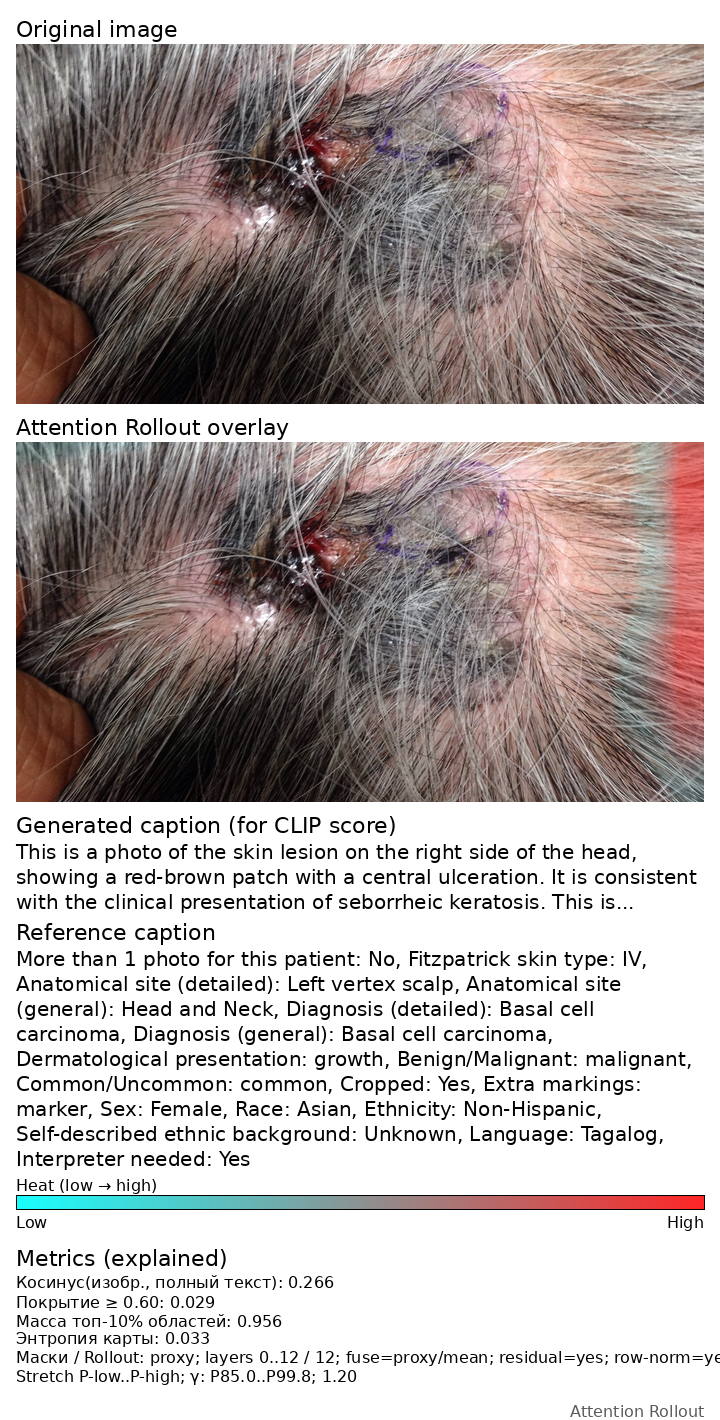 Original image
Attention Rollout overlay
Generated caption (for CLIP score)
This is a photo of the skin lesion on the right side of the head,
showing a red-brown patch with a central ulceration. It is consistent
with the clinical presentation of seborrheic keratosis. This is...
Reference caption
More than 1 photo for this patient: No, Fitzpatrick skin type: IV,
Anatomical site (detailed): Left vertex scalp, Anatomical site
(general): Head and Neck, Diagnosis (detailed): Basal cell
carcinoma, Diagnosis (general): Basal cell carcinoma,
Dermatological presentation: growth, Benign/Malignant: malignant,
Common/Uncommon: common, Cropped: Yes, Extra markings:
marker, Sex: Female, Race: Asian, Ethnicity: Non-Hispanic,
Self-described ethnic background: Unknown, Language: Tagalog,
Interpreter needed: Yes
Heat (low → high)
Low High
Metrics (explained)
Косинус(изобр., полный текст): 0.266
Покрытие ≥ 0.60: 0.029
Масса топ-10% областей: 0.956
Энтропия карты: 0.033
Маски / Rollout: proxy; layers 0..12 / 12; fuse=proxy/mean; residual=yes; row-norm=ye
Stretch P-low..P-high; γ: P85.0..P99.8; 1.20
Attention Rollout